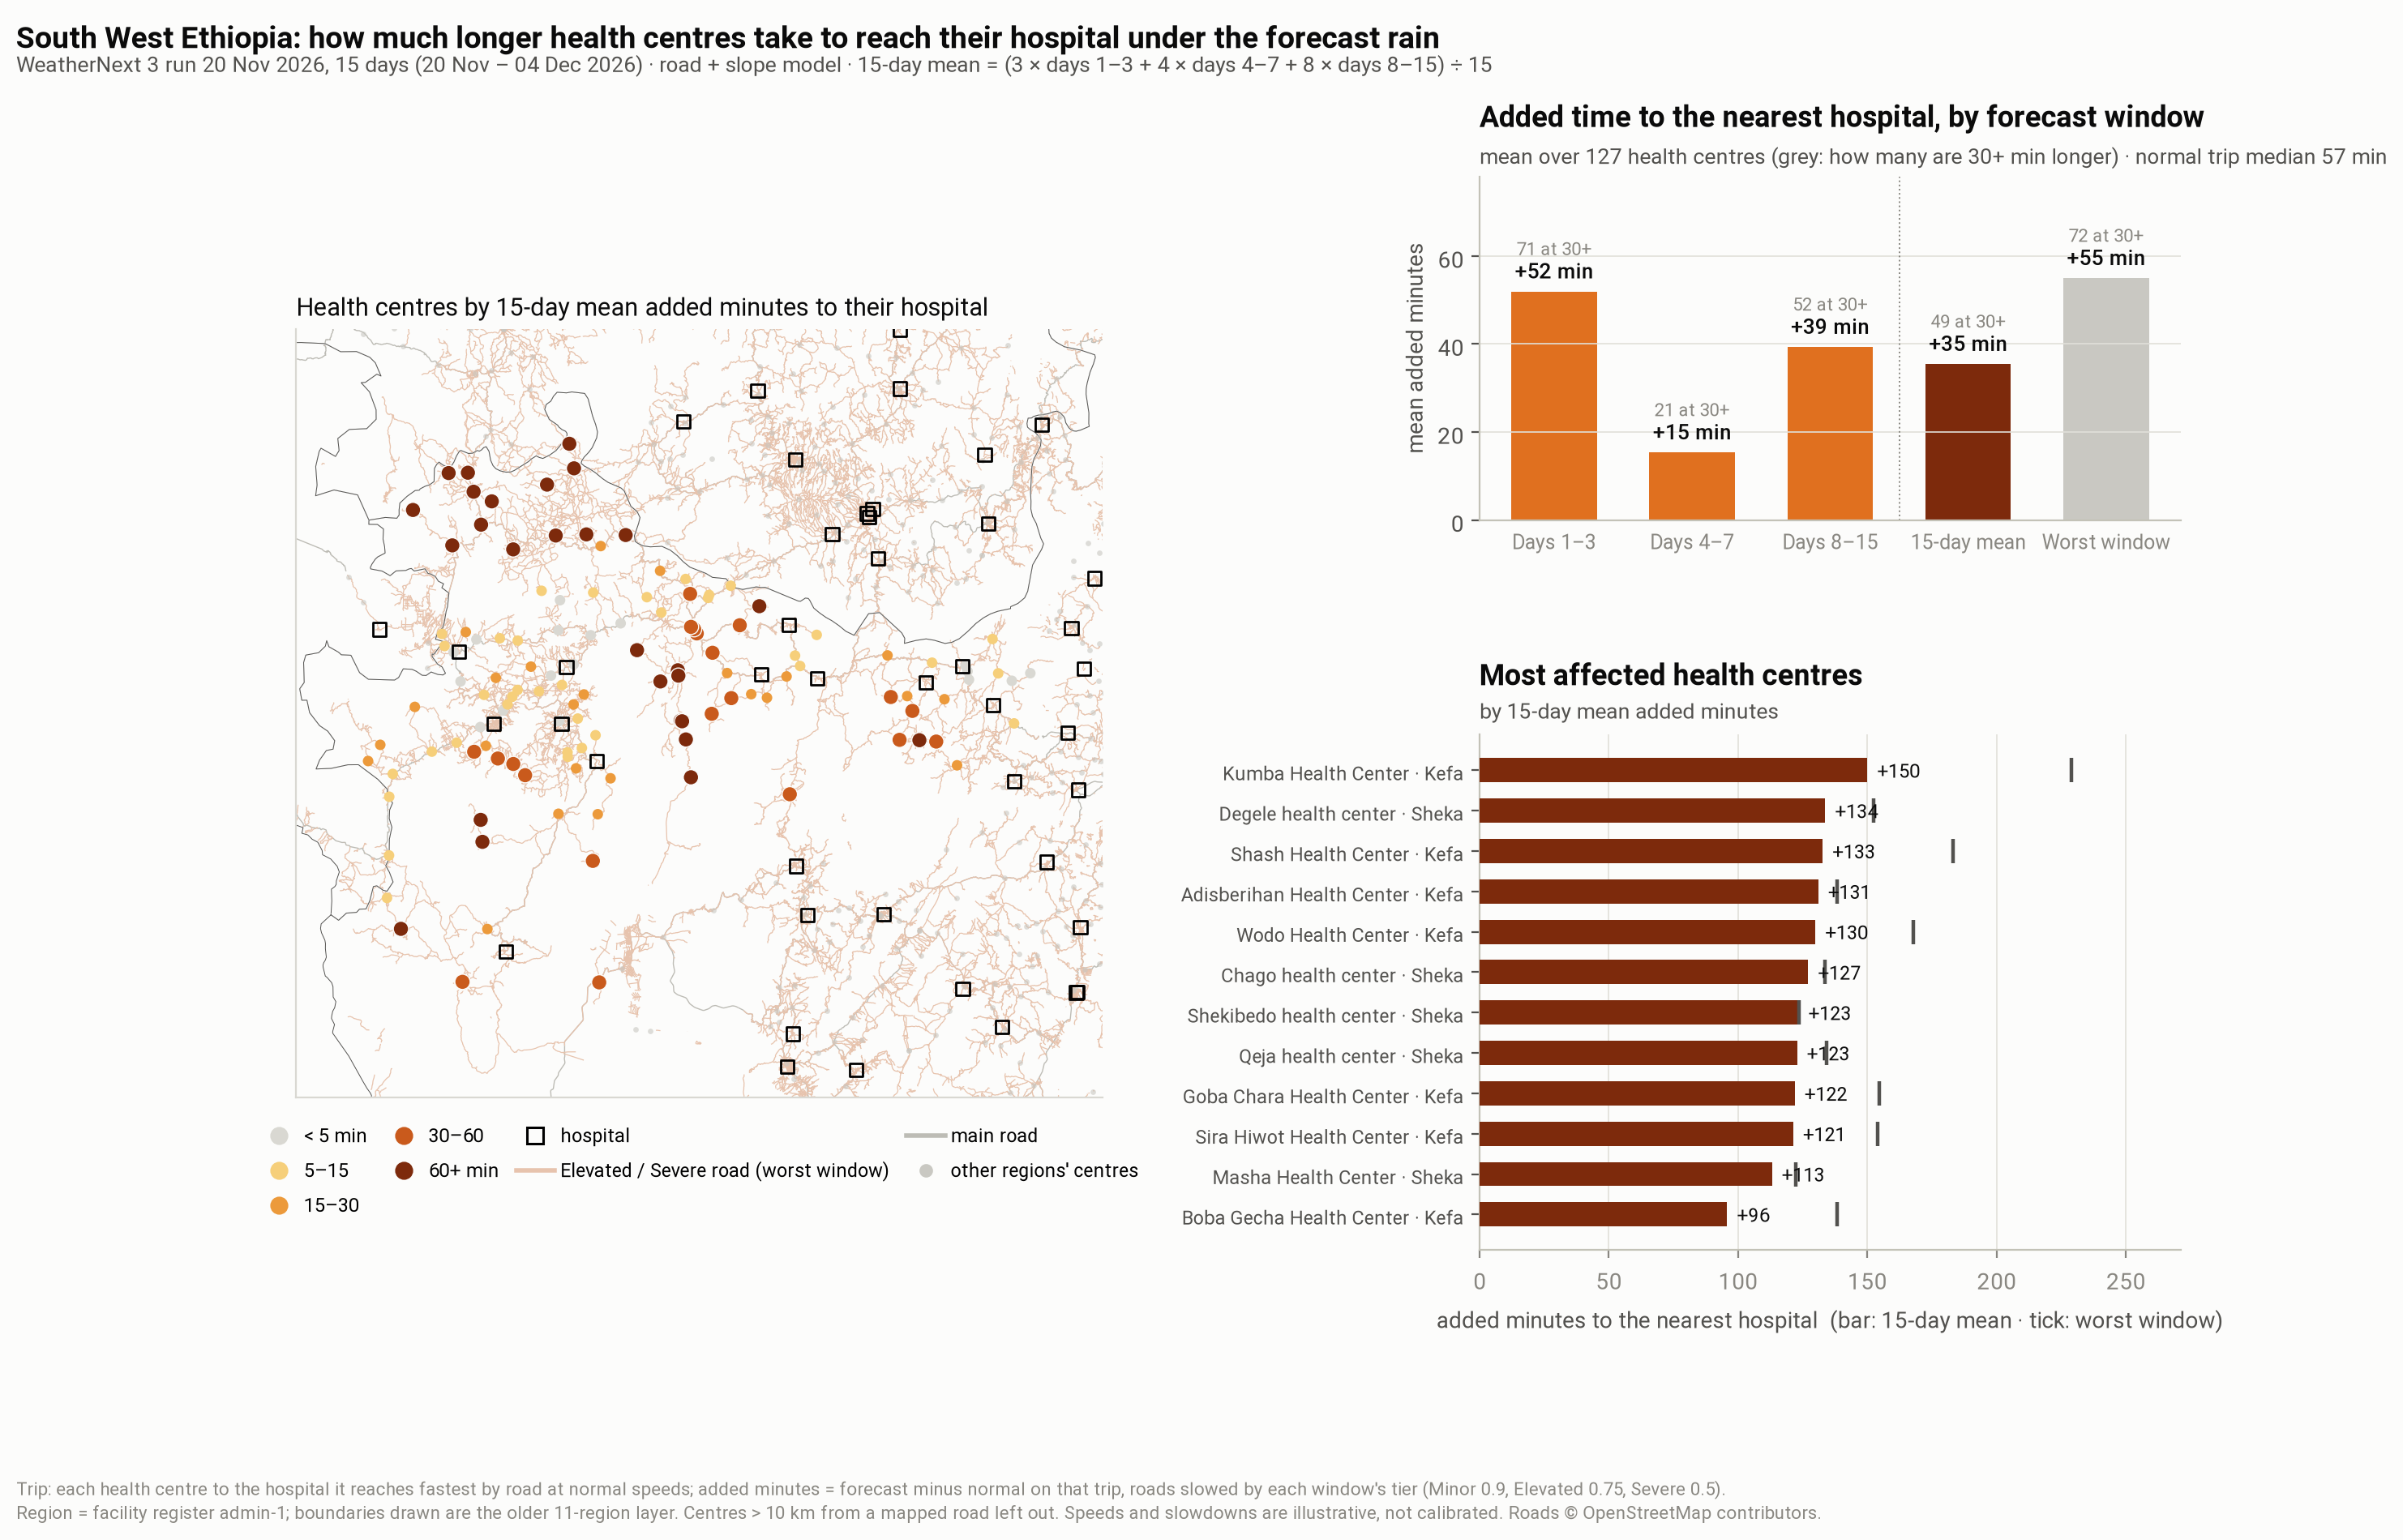 South West Ethiopia: how much longer health centres take to reach their hospital under the forecast rain
WeatherNext 3 run 20 Nov 2026, 15 days (20 Nov – 04 Dec 2026) · road + slope model · 15-day mean = (3 × days 1–3 + 4 × days 4–7 + 8 × days 8–15) ÷ 15
Health centres by 15-day mean added minutes to their hospital
< 5 min
5–15
15–30
30–60
60+ min
hospital
Elevated / Severe road (worst window)
main road
other regions' centres
Added time to the nearest hospital, by forecast window
mean over 127 health centres (grey: how many are 30+ min longer) · normal trip median 57 min
mean added minutes
60
40
20
0
71 at 30+
+52 min
21 at 30+
+15 min
52 at 30+
+39 min
49 at 30+
+35 min
72 at 30+
+55 min
Days 1–3
Days 4–7
Days 8–15
15-day mean
Worst window
Most affected health centres
by 15-day mean added minutes
Kumba Health Center · Kefa
+150
Degele health center · Sheka
+134
Shash Health Center · Kefa
+133
Adisberihan Health Center · Kefa
+131
Wodo Health Center · Kefa
+130
Chago health center · Sheka
+127
Shekibedo health center · Sheka
+123
Qeja health center · Sheka
+123
Goba Chara Health Center · Kefa
+122
Sira Hiwot Health Center · Kefa
+121
Masha Health Center · Sheka
+113
Boba Gecha Health Center · Kefa
+96
0
50
100
150
200
250
added minutes to the nearest hospital (bar: 15-day mean · tick: worst window)
Trip: each health centre to the hospital it reaches fastest by road at normal speeds; added minutes = forecast minus normal on that trip, roads slowed by each window's tier (Minor 0.9, Elevated 0.75, Severe 0.5).
Region = facility register admin-1; boundaries drawn are the older 11-region layer. Centres > 10 km from a mapped road left out. Speeds and slowdowns are illustrative, not calibrated. Roads © OpenStreetMap contributors.